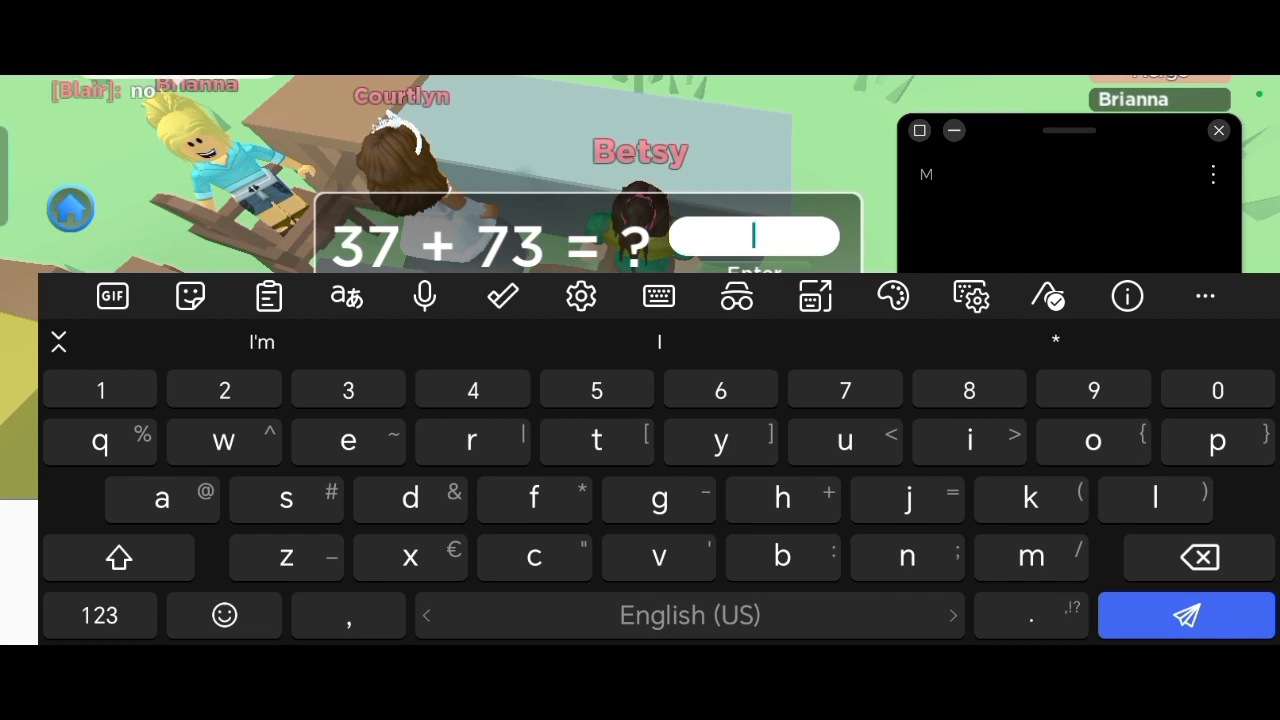 [Blair]: no
Brianna
Courtlyn
Betsy
Brianna
M
37 + 73 = ?
Enter
GIF
I'm
I
*
1 2 3 4 5 6 7 8 9 0
q % w ^ e ~ r | t [ y ] u < i > o { p }
a @ s # d & f * g - h + j = k ( l )
z _ x € c " v ' b : n ; m /
123 , < English (US) > . ,!?